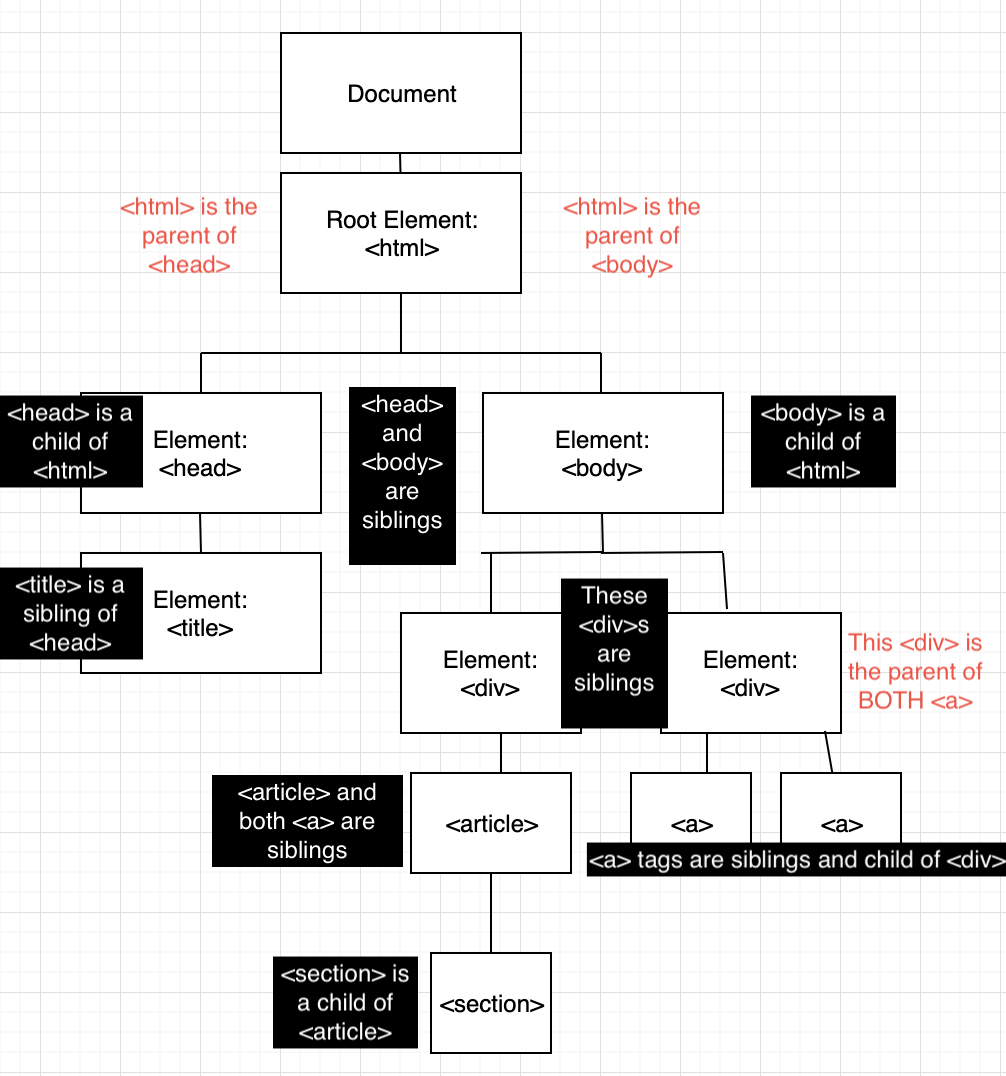 Document
<html> is the
parent of
<head>
Root Element:
<html>
<html> is the
parent of
<body>
<head> is a
child of
<html>
Element:
<head>
<head>
and
<body>
are
siblings
Element:
<body>
<body> is a
child of
<html>
<title> is a
sibling of
<head>
Element:
<title>
Element:
<div>
These
<div>s
are
siblings
Element:
<div>
This <div> is
the parent of
BOTH <a>
<article> and
both <a> are
siblings
<article>
<a>
<a>
<a> tags are siblings and child of <div>
<section> is
a child of
<article>
<section>